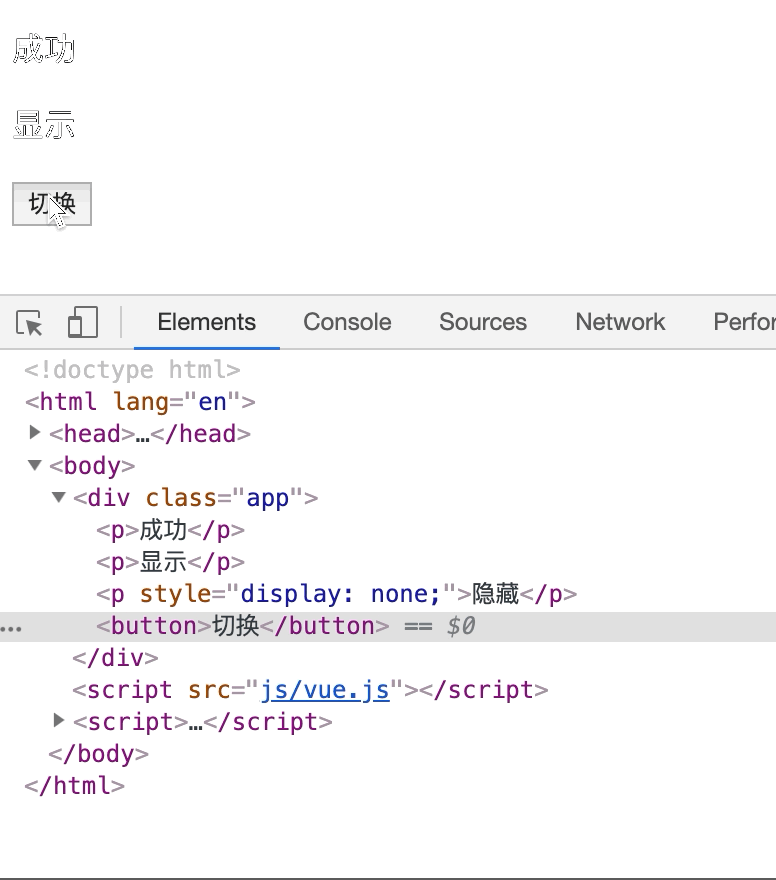 成功
显示
切换
Elements Console Sources Network Perfor
<!doctype html>
<html lang="en">
<head>…</head>
<body>
<div class="app">
<p>成功</p>
<p>显示</p>
<p style="display: none;">隐藏</p>
… <button>切换</button> == $0
</div>
<script src="js/vue.js"></script>
<script>…</script>
</body>
</html>